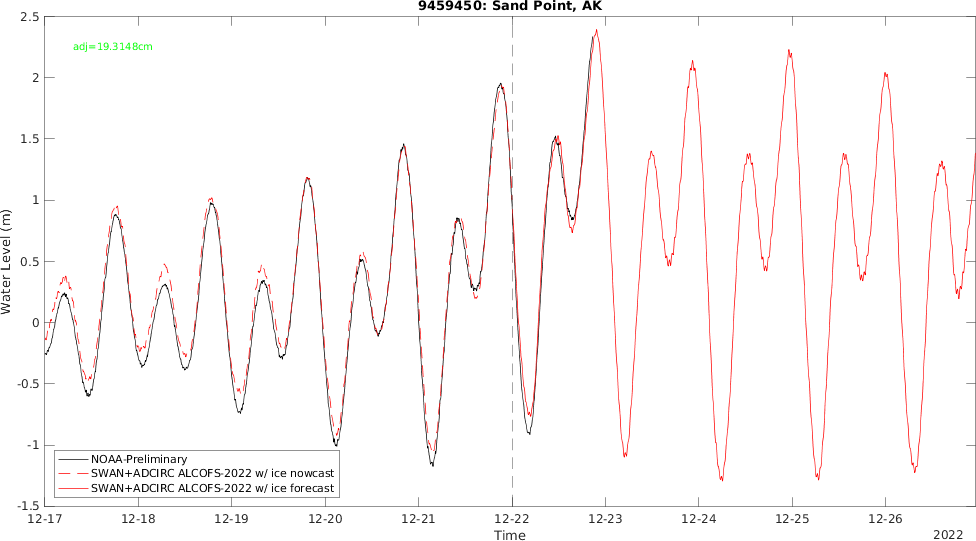 9459450: Sand Point, AK
adj=19.3148cm
2.5
2
1.5
1
0.5
0
-0.5
-1
-1.5
Water Level (m)
NOAA-Preliminary
SWAN+ADCIRC ALCOFS-2022 w/ ice nowcast
SWAN+ADCIRC ALCOFS-2022 w/ ice forecast
12-17 12-18 12-19 12-20 12-21 12-22 12-23 12-24 12-25 12-26
Time
2022